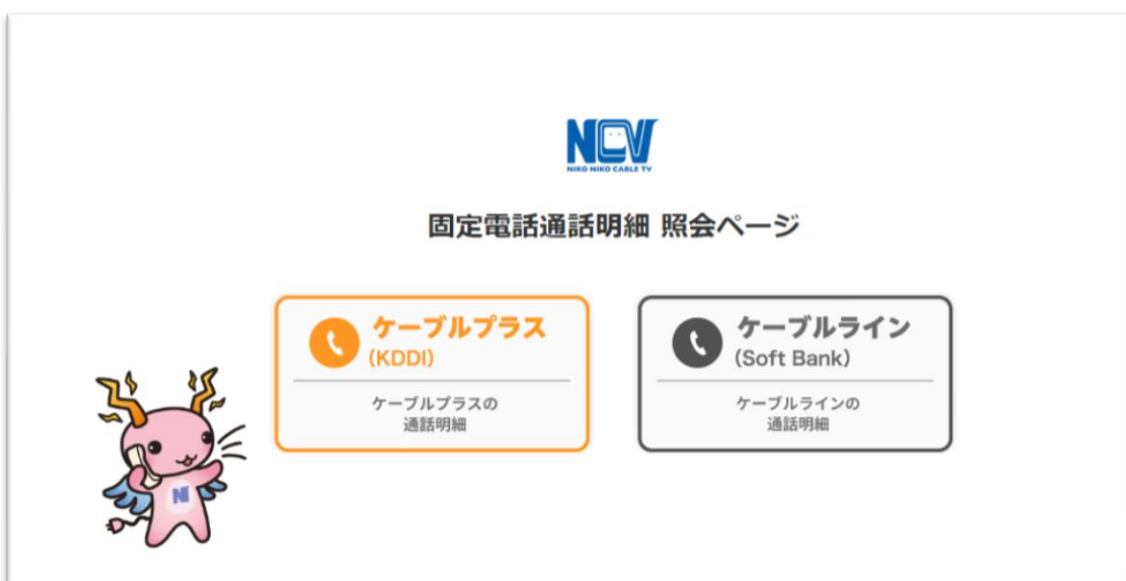 NCV
NIKO NIKO CABLE TV
固定電話通話明細 照会ページ
ケーブルプラス
(KDDI)
ケーブルプラスの
通話明細
ケーブルライン
(Soft Bank)
ケーブルラインの
通話明細
N